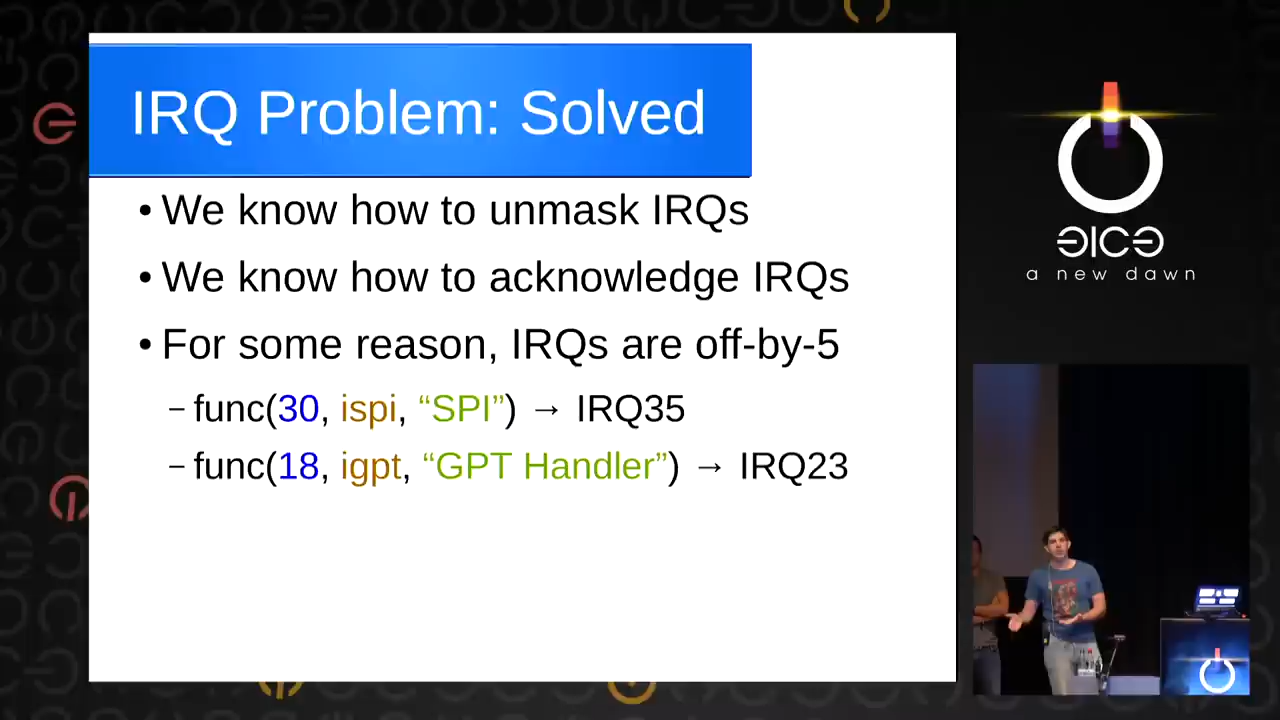 IRQ Problem: Solved
• We know how to unmask IRQs
• We know how to acknowledge IRQs
• For some reason, IRQs are off-by-5
– func(30, ispi, “SPI”) → IRQ35
– func(18, igpt, “GPT Handler”) → IRQ23
ЭIСЭ
a new dawn